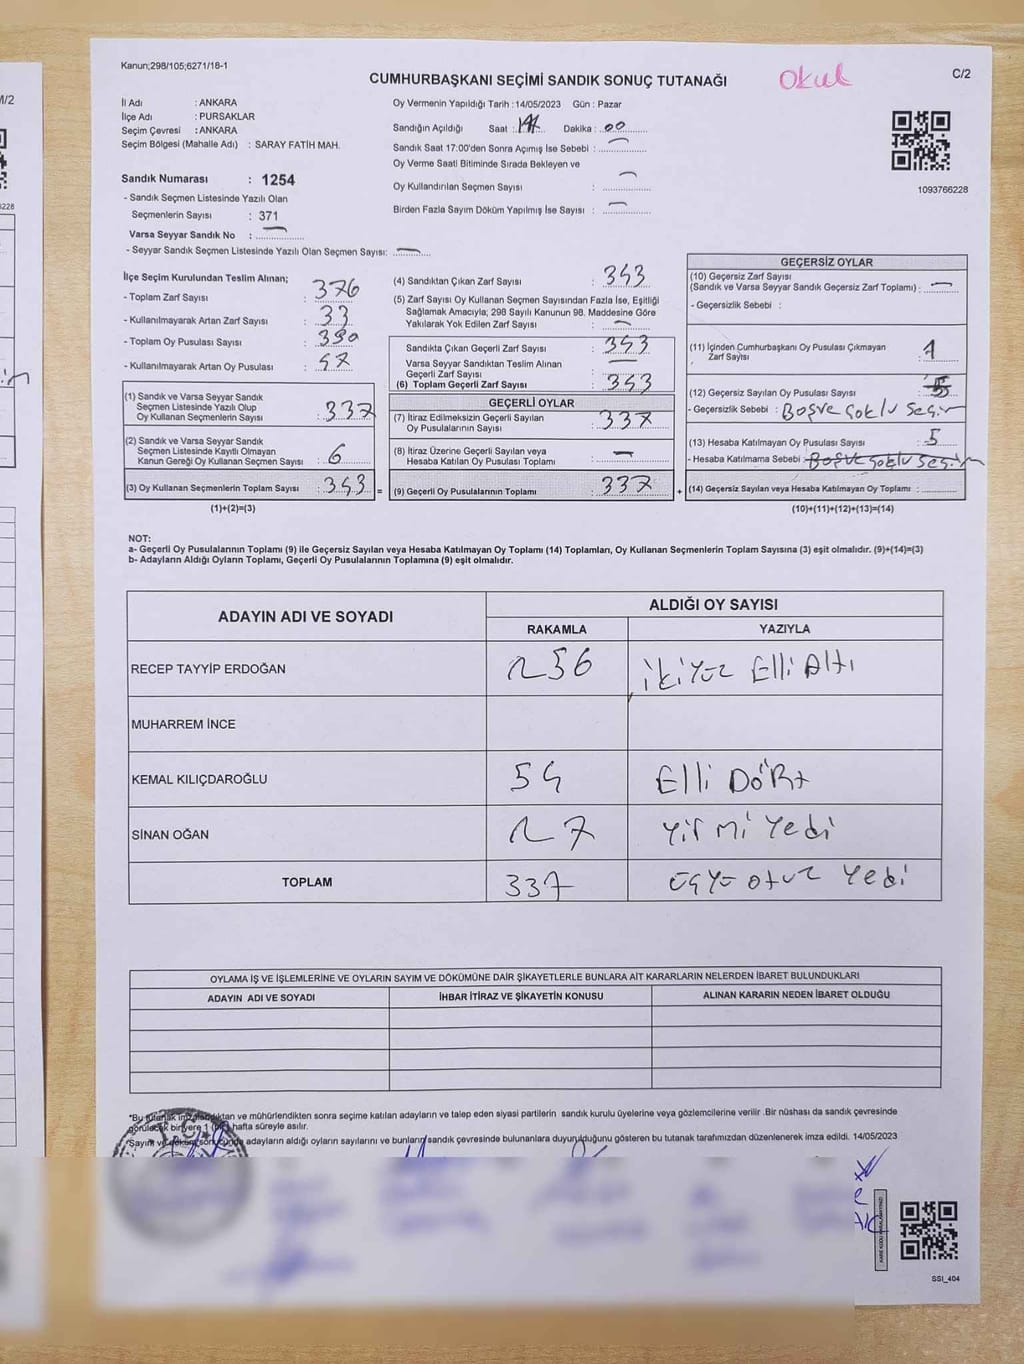 Kanun;298/105;6271/18-1
CUMHURBAŞKANI SEÇİMİ SANDIK SONUÇ TUTANAĞI
Okul
C/2
M/2
İl Adı : ANKARA
İlçe Adı : PURSAKLAR
Seçim Çevresi : ANKARA
Seçim Bölgesi (Mahalle Adı) : SARAY FATİH MAH.
Oy Vermenin Yapıldığı Tarih : 14/05/2023 Gün : Pazar
Sandığın Açıldığı Saat : Dakika : 00
Sandık Saat 17:00'den Sonra Açımış İse Sebebi : —
Oy Verme Saati Bitiminde Sırada Bekleyen ve
Oy Kullandırılan Seçmen Sayısı : —
Birden Fazla Sayım Döküm Yapılmış İse Sayısı : —
1093766228
Sandık Numarası : 1254
- Sandık Seçmen Listesinde Yazılı Olan
Seçmenlerin Sayısı : 371
Varsa Seyyar Sandık No : —
- Seyyar Sandık Seçmen Listesinde Yazılı Olan Seçmen Sayısı: —
İlçe Seçim Kurulundan Teslim Alınan;
- Toplam Zarf Sayısı : 376
- Kullanılmayarak Artan Zarf Sayısı : 33
- Toplam Oy Pusulası Sayısı : 390
- Kullanılmayarak Artan Oy Pusulası : 47
(1) Sandık ve Varsa Seyyar Sandık
Seçmen Listesinde Yazılı Olup
Oy Kullanan Seçmenlerin Sayısı : 337
(2) Sandık ve Varsa Seyyar Sandık
Seçmen Listesinde Kayıtlı Olmayan
Kanun Gereği Oy Kullanan Seçmen Sayısı : 6
(3) Oy Kullanan Seçmenlerin Toplam Sayısı : 343 =
(1)+(2)=(3)
(4) Sandıktan Çıkan Zarf Sayısı : 343
(5) Zarf Sayısı Oy Kullanan Seçmen Sayısından Fazla İse, Eşitliği
Sağlamak Amacıyla; 298 Sayılı Kanunun 98. Maddesine Göre
Yakılarak Yok Edilen Zarf Sayısı : —
Sandıkta Çıkan Geçerli Zarf Sayısı : 343
Varsa Seyyar Sandıktan Teslim Alınan
Geçerli Zarf Sayısı : —
(6) Toplam Geçerli Zarf Sayısı : 343
GEÇERLİ OYLAR
(7) İtiraz Edilmeksizin Geçerli Sayılan
Oy Pusulalarının Sayısı : 337
(8) İtiraz Üzerine Geçerli Sayılan veya
Hesaba Katılan Oy Pusulası Toplamı : —
(9) Geçerli Oy Pusulalarının Toplamı : 337 +
GEÇERSİZ OYLAR
(10) Geçersiz Zarf Sayısı
(Sandık ve Varsa Seyyar Sandık Geçersiz Zarf Toplamı) : —
- Geçersizlik Sebebi :
(11) İçinden Cumhurbaşkanı Oy Pusulası Çıkmayan
Zarf Sayısı : 1
(12) Geçersiz Sayılan Oy Pusulası Sayısı : 5
- Geçersizlik Sebebi : Boşve Çoklu Seçim
(13) Hesaba Katılmayan Oy Pusulası Sayısı : 5
- Hesaba Katılmama Sebebi : Boşve Çoklu Seçim
(14) Geçersiz Sayılan veya Hesaba Katılmayan Oy Toplamı :
(10)+(11)+(12)+(13)=(14)
NOT:
a- Geçerli Oy Pusulalarının Toplamı (9) ile Geçersiz Sayılan veya Hesaba Katılmayan Oy Toplamı (14) Toplamları, Oy Kullanan Seçmenlerin Toplam Sayısına (3) eşit olmalıdır. (9)+(14)=(3)
b- Adayların Aldığı Oyların Toplamı, Geçerli Oy Pusulalarının Toplamına (9) eşit olmalıdır.
ADAYIN ADI VE SOYADI ALDIĞI OY SAYISI
RAKAMLA YAZIYLA
RECEP TAYYİP ERDOĞAN 256 İkiyüz Elli Altı
MUHARREM İNCE
KEMAL KILIÇDAROĞLU 54 Elli Dört
SİNAN OĞAN 27 Yirmi Yedi
TOPLAM 337 Üçyü otuz Yedi
OYLAMA İŞ VE İŞLEMLERİNE VE OYLARIN SAYIM VE DÖKÜMÜNE DAİR ŞİKAYETLERLE BUNLARA AİT KARARLARIN NELERDEN İBARET BULUNDUKLARI
ADAYIN ADI VE SOYADI İHBAR İTİRAZ VE ŞİKAYETİN KONUSU ALINAN KARARIN NEDEN İBARET OLDUĞU
*Bu tutanak imzalandıktan ve mühürlendikten sonra seçime katılan adayların ve talep eden siyasi partilerin sandık kurulu üyelerine veya gözlemcilerine verilir .Bir nüshası da sandık çevresinde
görülecek bir yere 1 (bir) hafta süreyle asılır.
*Sayım ve döküm sonucunda adayların aldığı oyların sayılarını ve bunların sandık çevresinde bulunanlara duyurulduğunu gösteren bu tutanak tarafımızdan düzenlenerek imza edildi. 14/05/2023
SSI_404